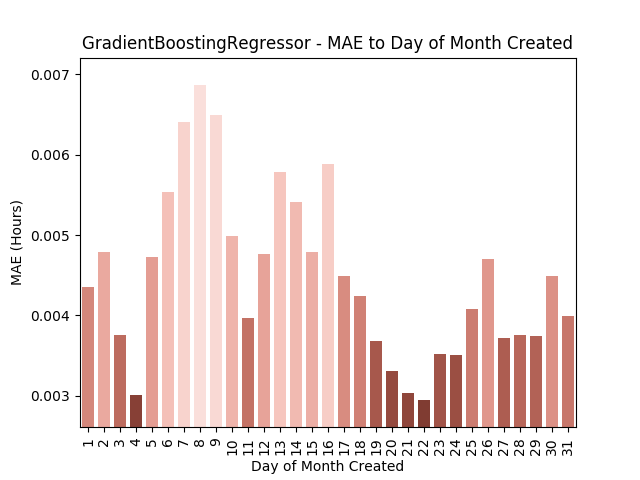 GradientBoostingRegressor - MAE to Day of Month Created
0.007
0.006
0.005
0.004
0.003
MAE (Hours)
1 2 3 4 5 6 7 8 9 10 11 12 13 14 15 16 17 18 19 20 21 22 23 24 25 26 27 28 29 30 31
Day of Month Created